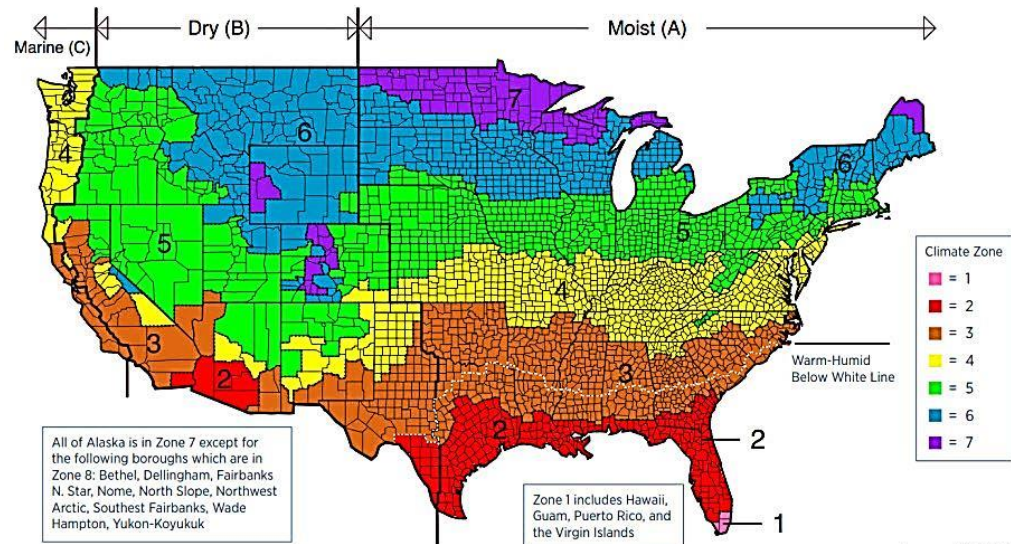 Marine (C)
Dry (B)
Moist (A)
7
6
6
4
5
5
4
3
3
2
2
2
1
Climate Zone
= 1
= 2
= 3
= 4
= 5
= 6
= 7
Warm-Humid
Below White Line
All of Alaska is in Zone 7 except for
the following boroughs which are in
Zone 8: Bethel, Dellingham, Fairbanks
N. Star, Nome, North Slope, Northwest
Arctic, Southest Fairbanks, Wade
Hampton, Yukon-Koyukuk
Zone 1 includes Hawaii,
Guam, Puerto Rico, and
the Virgin Islands